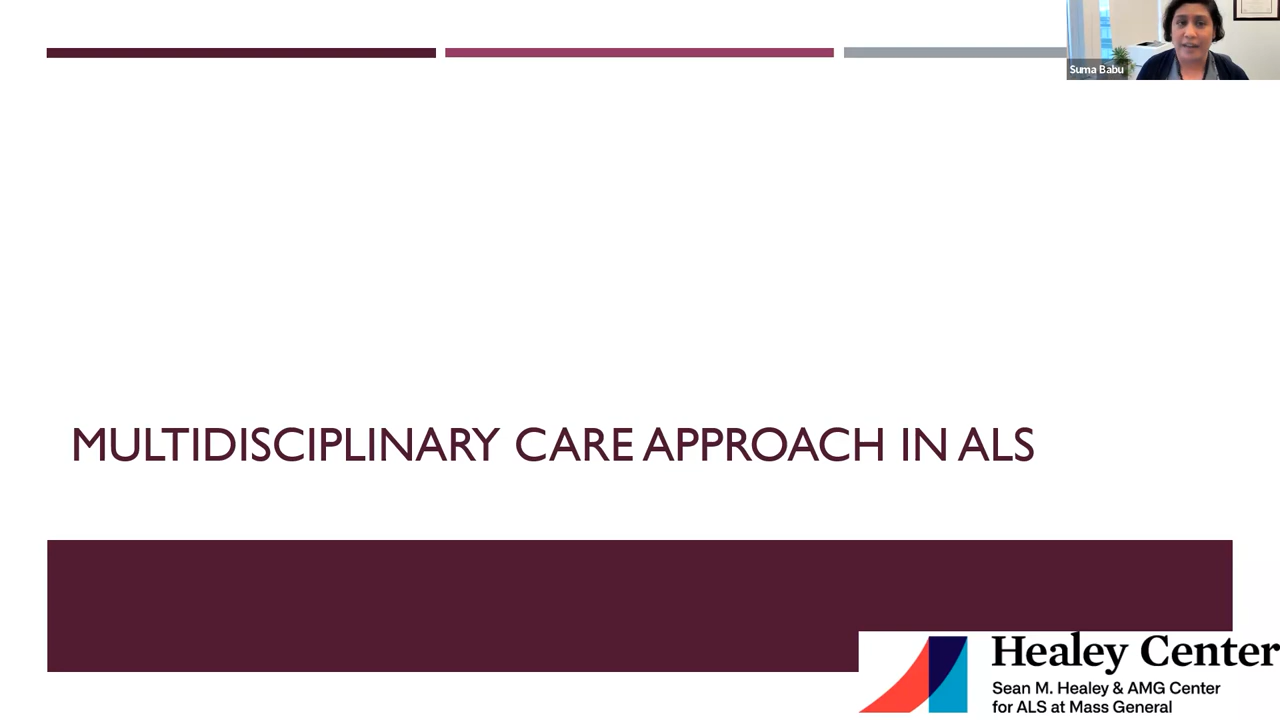 Suma Babu
MULTIDISCIPLINARY CARE APPROACH IN ALS
Healey Center
Sean M. Healey & AMG Center
for ALS at Mass General